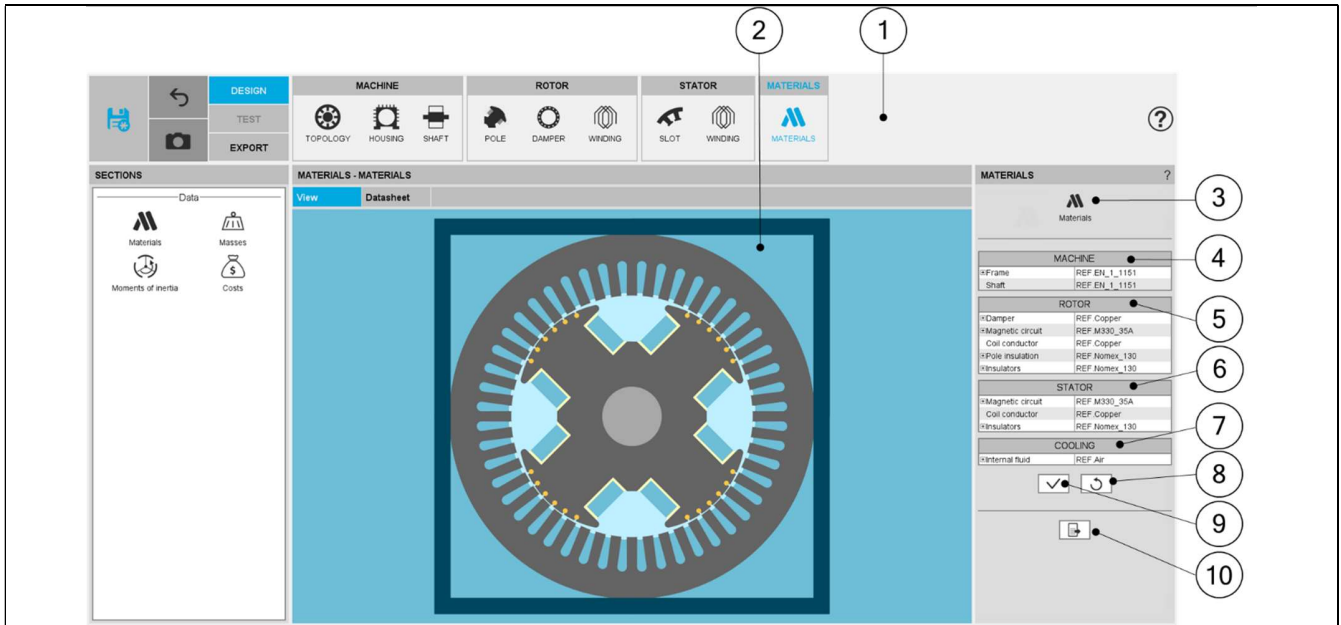 2
1
MACHINE
ROTOR
STATOR
MATERIALS
DESIGN
TEST
EXPORT
TOPOLOGY
HOUSING
SHAFT
POLE
DAMPER
WINDING
SLOT
WINDING
MATERIALS
?
SECTIONS
Data
Materials
Masses
Moments of inertia
$
Costs
MATERIALS - MATERIALS
View
Datasheet
MATERIALS
?
Materials
3
MACHINE
4
Frame REF.EN_1_1151
Shaft REF.EN_1_1151
ROTOR
5
Damper REF.Copper
Magnetic circuit REF.M330_35A
Coil conductor REF.Copper
Pole insulation REF.Nomex_130
Insulators REF.Nomex_130
6
STATOR
Magnetic circuit REF.M330_35A
Coil conductor REF.Copper
Insulators REF.Nomex_130
7
COOLING
Internal fluid REF.Air
8
9
10